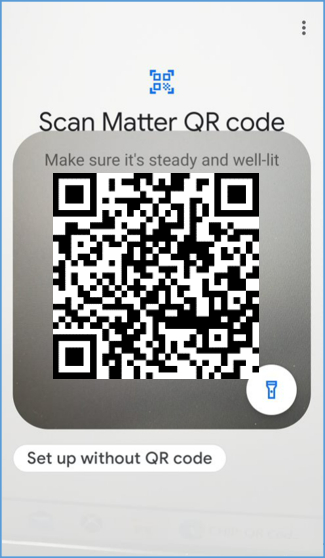 Scan Matter QR code
Make sure it's steady and well-lit
Set up without QR code